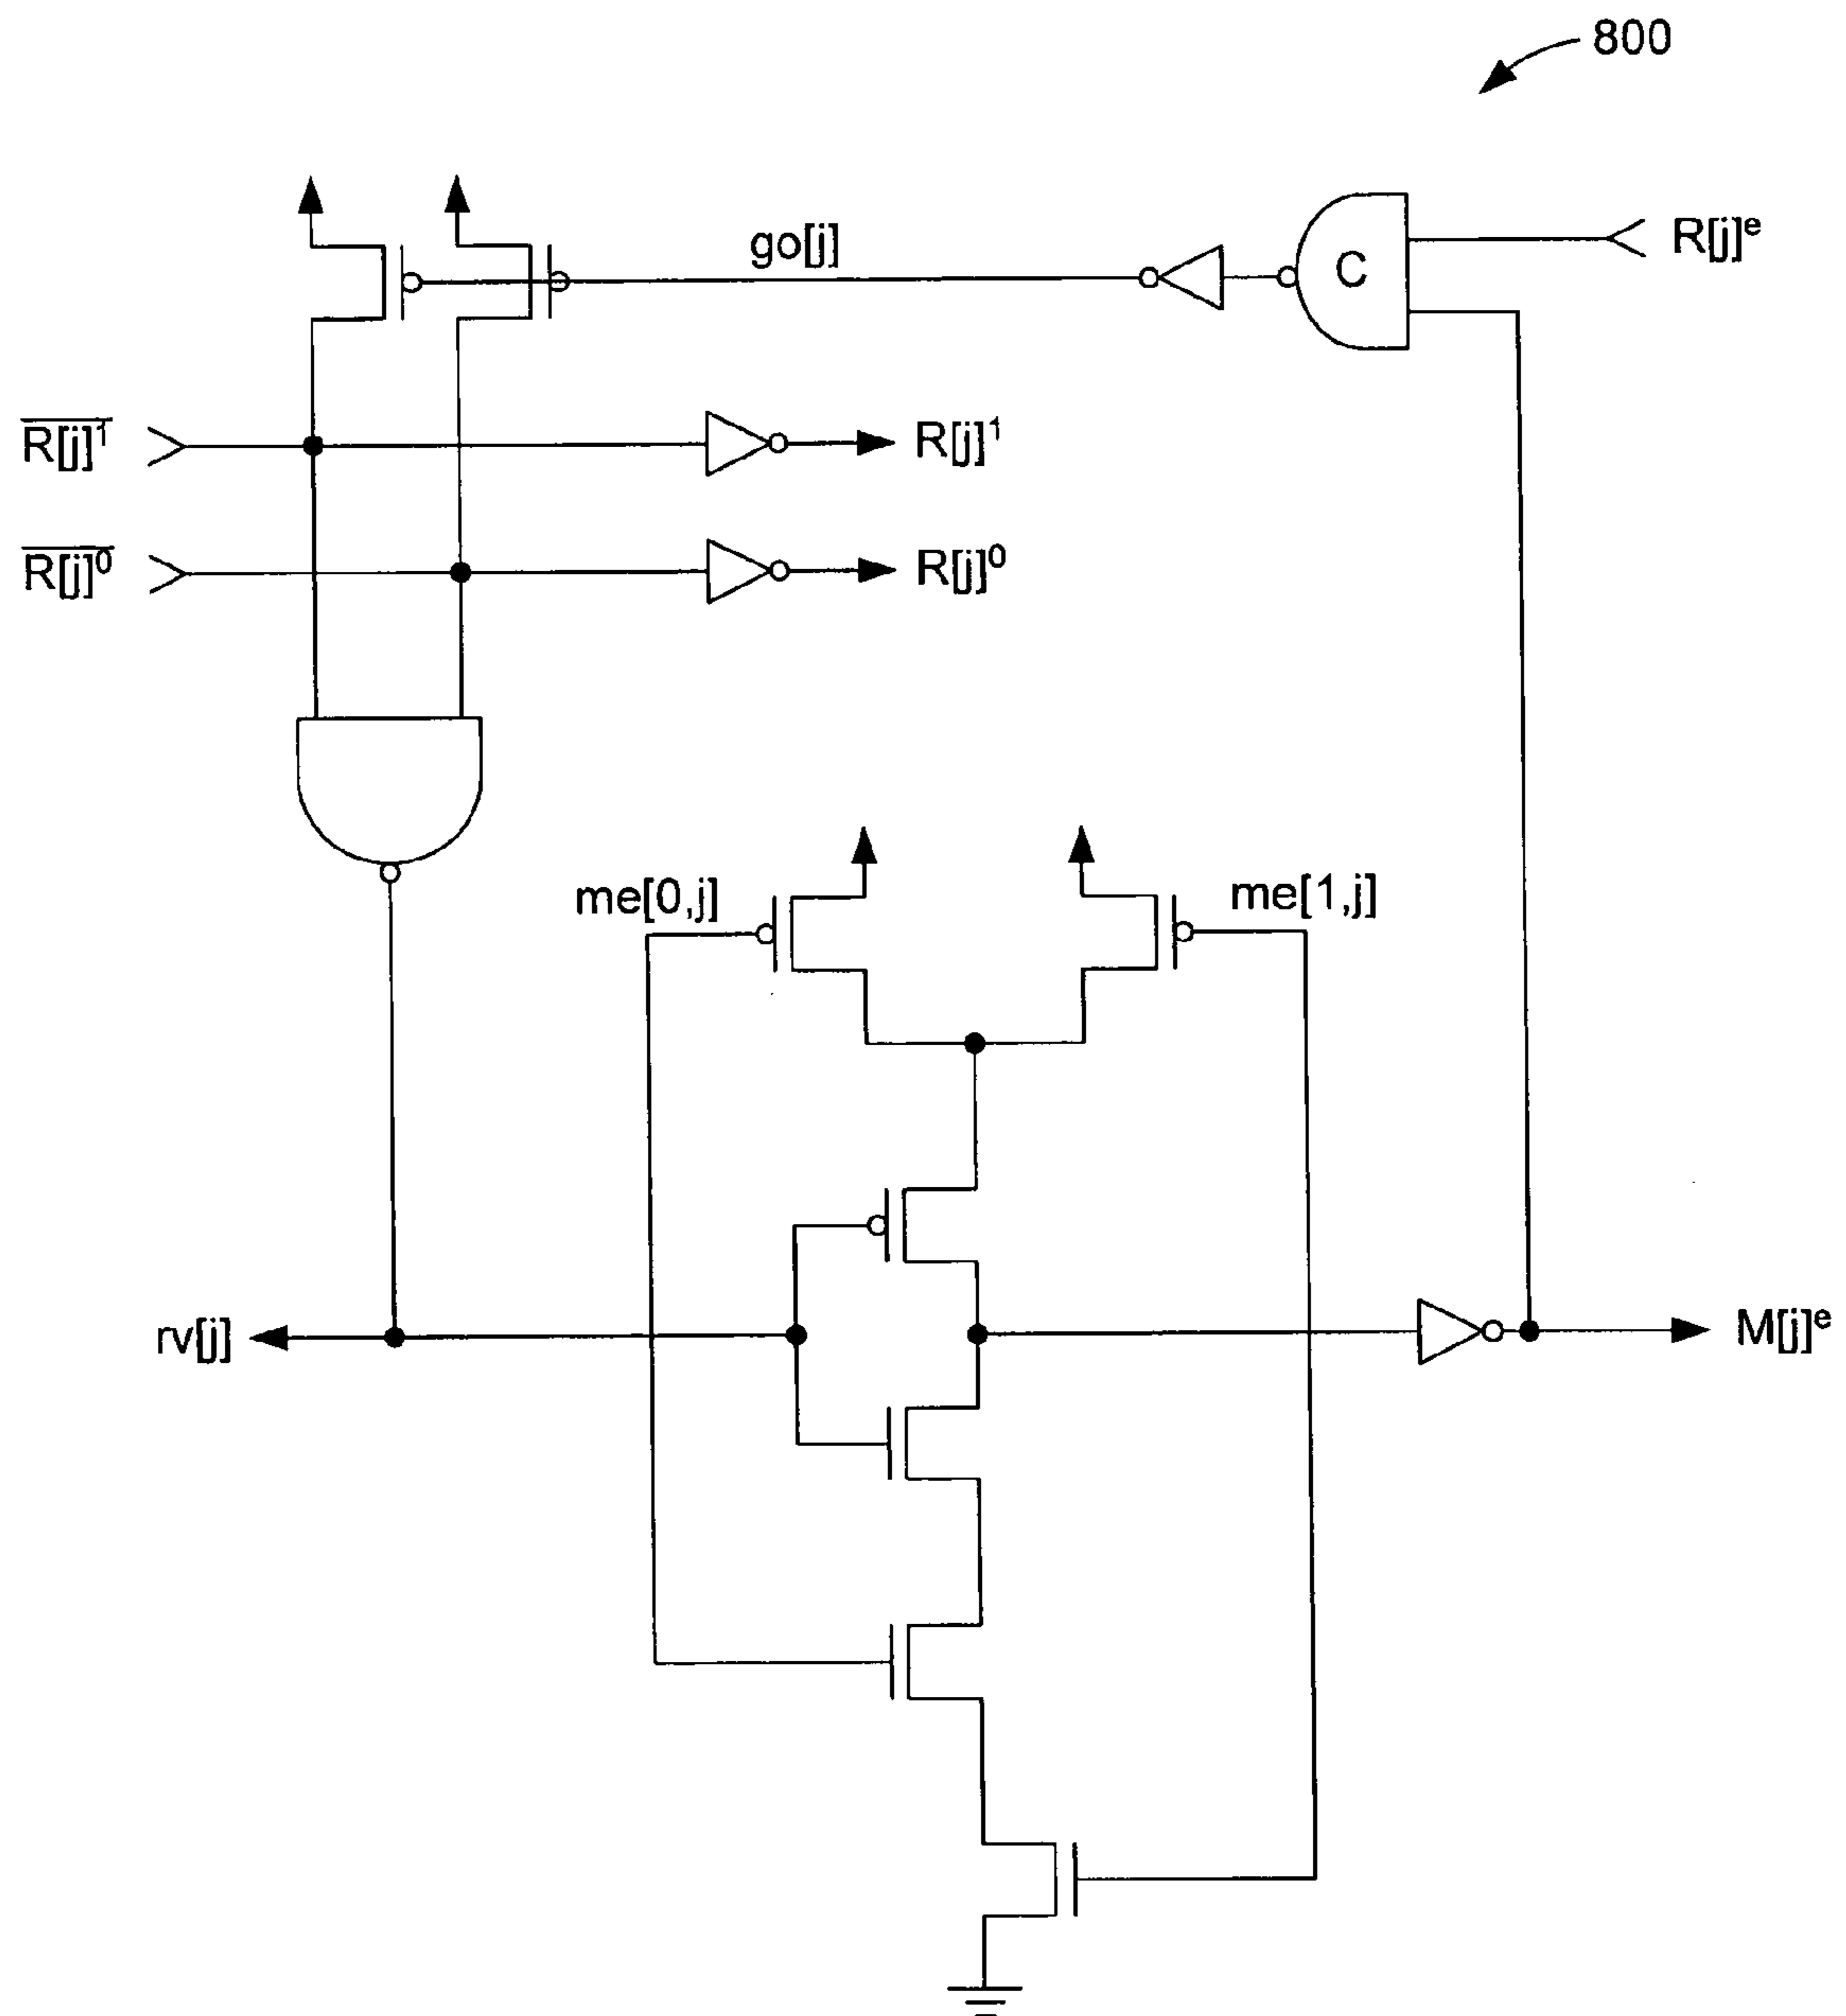 800
go[j]
C
R[j]ᵉ
R̅[̅j̅]̅¹̅
R[j]¹
R̅[̅j̅]̅⁰̅
R[j]⁰
me[0,j]
me[1,j]
rv[j]
M[j]ᵉ